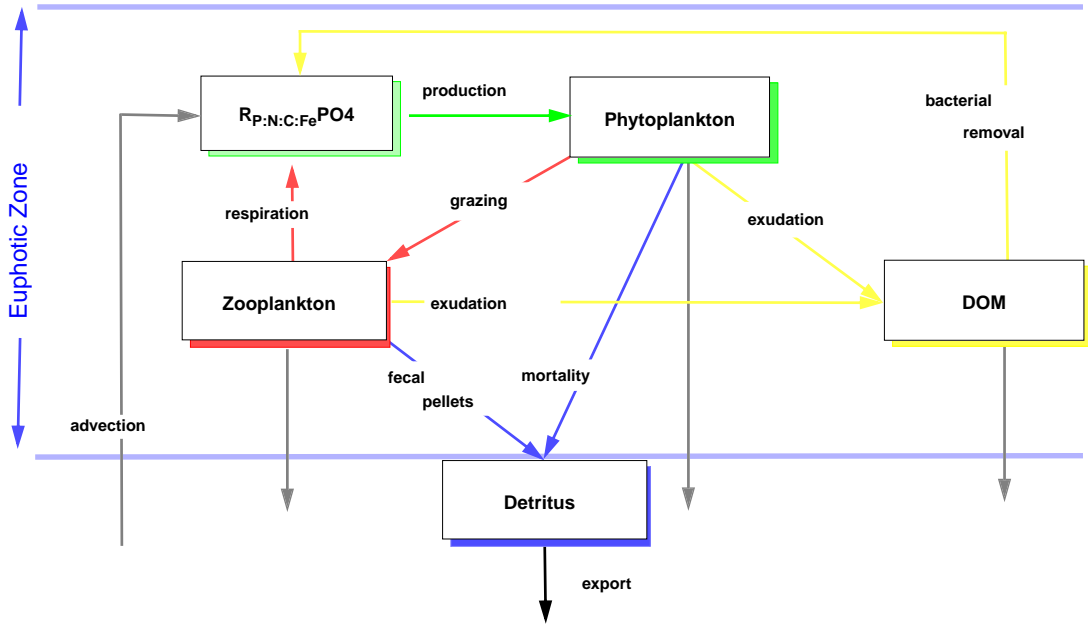 production
R P:N:C:Fe PO4
Phytoplankton
bacterial
removal
Euphotic Zone
respiration
grazing
exudation
Zooplankton
exudation
DOM
fecal
pellets
mortality
advection
Detritus
export